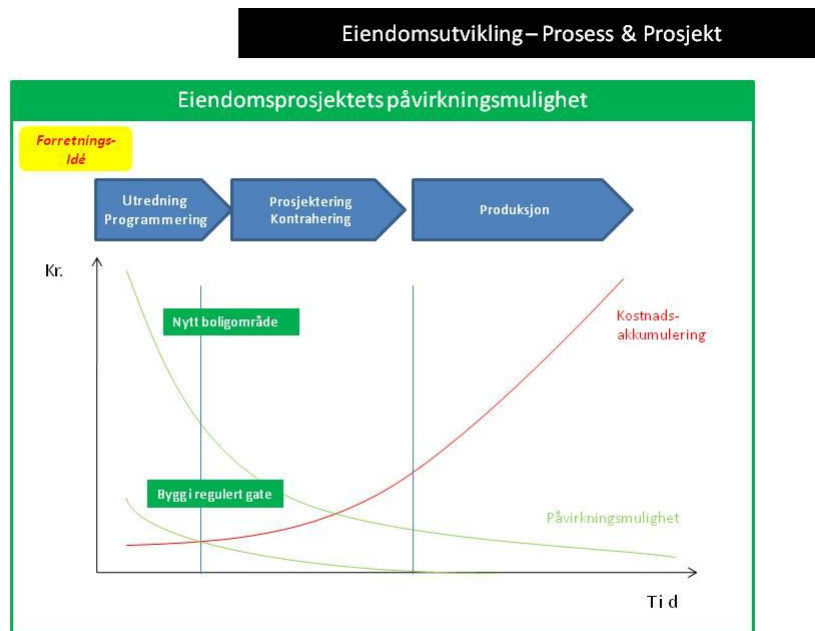 Eiendomsutvikling – Prosess & Prosjekt
Eiendomsprosjektets påvirkningsmulighet
Forretnings-
Idé
Utredning
Programmering
Prosjektering
Kontrahering
Produksjon
Kr.
Nytt boligområde
Kostnads-
akkumulering
Bygg i regulert gate
Påvirkningsmulighet
Tid